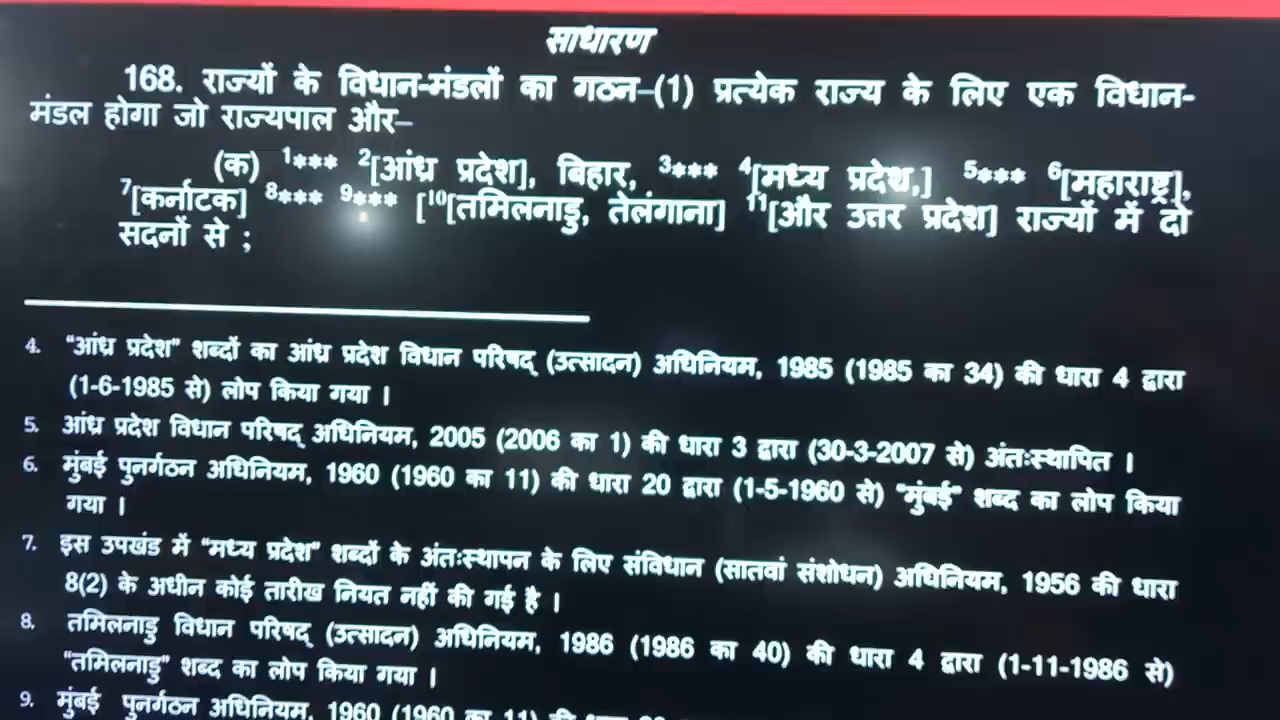 साधारण
168. राज्यों के विधान-मंडलों का गठन–(1) प्रत्येक राज्य के लिए एक विधान-
मंडल होगा जो राज्यपाल और–
(क) 1*** 2[आंध्र प्रदेश], बिहार, 3*** 4[मध्य प्रदेश,] 5*** 6[महाराष्ट्र],
7[कर्नाटक] 8*** 9*** [10[तमिलनाडु, तेलंगाना] 11[और उत्तर प्रदेश] राज्यों में दो
सदनों से ;
4. "आंध्र प्रदेश" शब्दों का आंध्र प्रदेश विधान परिषद् (उत्सादन) अधिनियम, 1985 (1985 का 34) की धारा 4 द्वारा
(1-6-1985 से) लोप किया गया ।
5. आंध्र प्रदेश विधान परिषद् अधिनियम, 2005 (2006 का 1) की धारा 3 द्वारा (30-3-2007 से) अंतःस्थापित ।
6. मुंबई पुनर्गठन अधिनियम, 1960 (1960 का 11) की धारा 20 द्वारा (1-5-1960 से) "मुंबई" शब्द का लोप किया
गया ।
7. इस उपखंड में "मध्य प्रदेश" शब्दों के अंतःस्थापन के लिए संविधान (सातवां संशोधन) अधिनियम, 1956 की धारा
8(2) के अधीन कोई तारीख नियत नहीं की गई है ।
8. तमिलनाडु विधान परिषद् (उत्सादन) अधिनियम, 1986 (1986 का 40) की धारा 4 द्वारा (1-11-1986 से)
"तमिलनाडु" शब्द का लोप किया गया ।
9. मुंबई पुनर्गठन अधिनियम, 1960 (1960 का 11) की